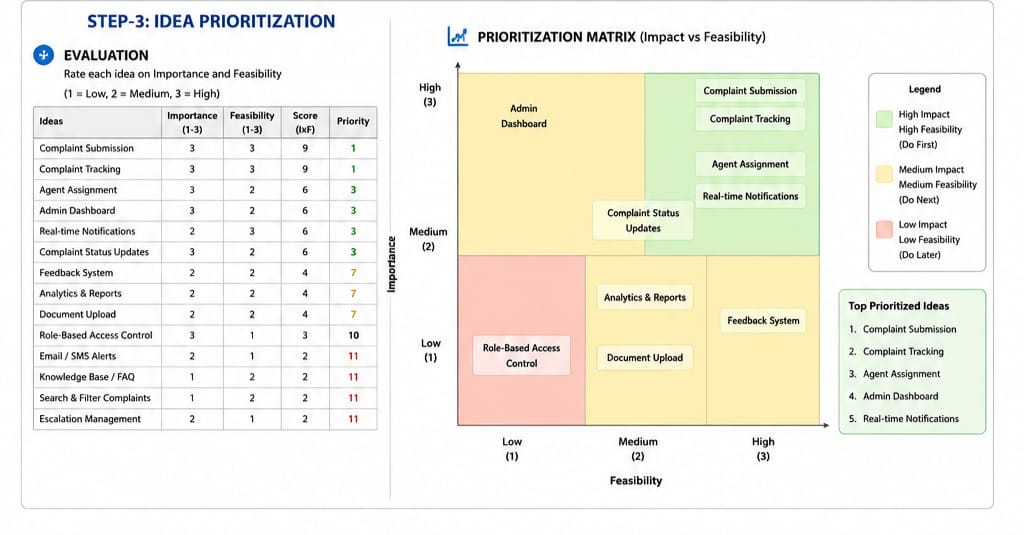 STEP-3: IDEA PRIORITIZATION
EVALUATION
Rate each idea on Importance and Feasibility
(1 = Low, 2 = Medium, 3 = High)
Ideas Importance (1-3) Feasibility (1-3) Score (IxF) Priority
Complaint Submission 3 3 9 1
Complaint Tracking 3 3 9 1
Agent Assignment 3 2 6 3
Admin Dashboard 3 2 6 3
Real-time Notifications 2 3 6 3
Complaint Status Updates 3 2 6 3
Feedback System 2 2 4 7
Analytics & Reports 2 2 4 7
Document Upload 2 2 4 7
Role-Based Access Control 3 1 3 10
Email / SMS Alerts 2 1 2 11
Knowledge Base / FAQ 1 2 2 11
Search & Filter Complaints 1 2 2 11
Escalation Management 2 1 2 11
PRIORITIZATION MATRIX (Impact vs Feasibility)
Importance
High
(3)
Medium
(2)
Low
(1)
Admin
Dashboard
Complaint Submission
Complaint Tracking
Agent Assignment
Real-time Notifications
Complaint Status
Updates
Role-Based Access
Control
Analytics & Reports
Document Upload
Feedback System
Low
(1)
Medium
(2)
High
(3)
Feasibility
Legend
High Impact
High Feasibility
(Do First)
Medium Impact
Medium Feasibility
(Do Next)
Low Impact
Low Feasibility
(Do Later)
Top Prioritized Ideas
1. Complaint Submission
2. Complaint Tracking
3. Agent Assignment
4. Admin Dashboard
5. Real-time Notifications